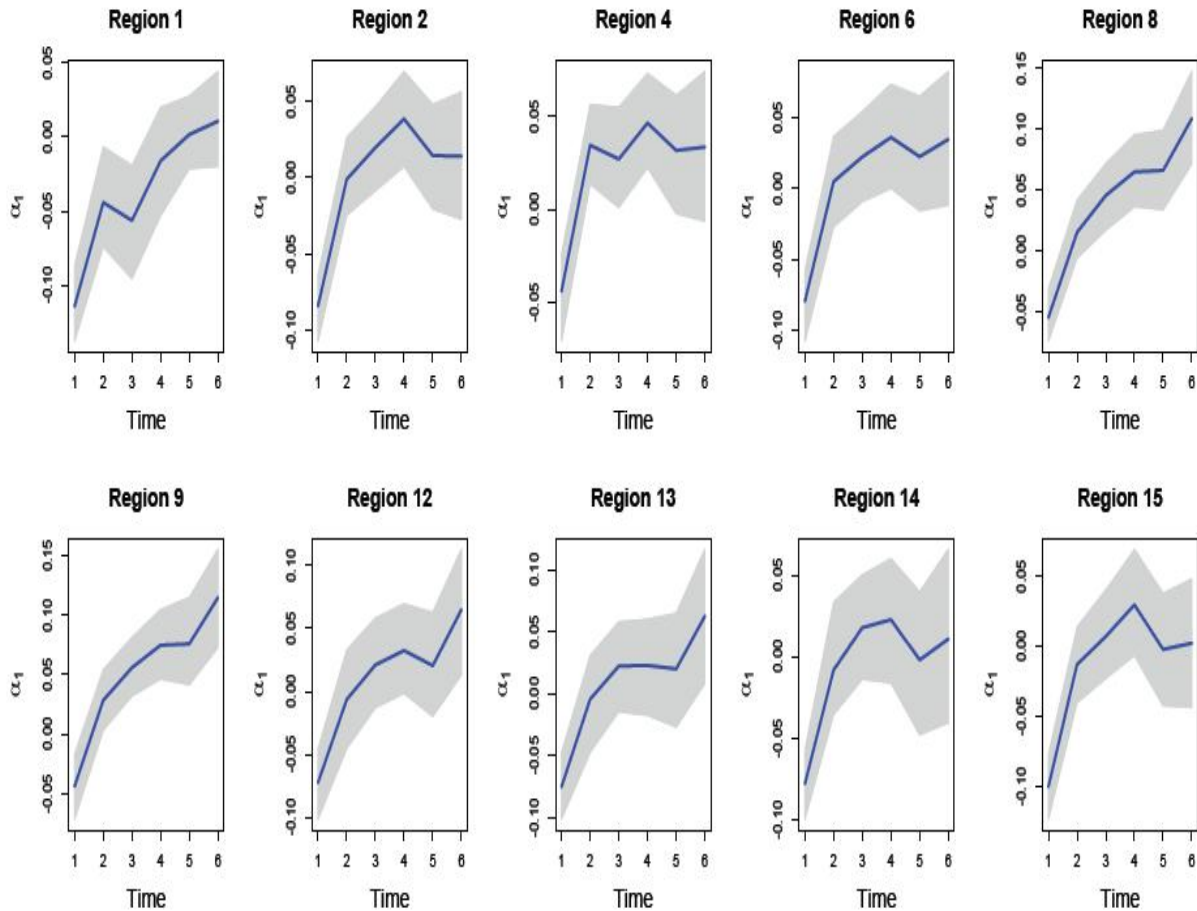 Region 1 Region 2 Region 4 Region 6 Region 8
α1 -0.10 -0.05 0.00 0.05
α1 -0.10 -0.05 0.00 0.05
α1 -0.05 0.00 0.05
α1 -0.10 -0.05 0.00 0.05
α1 -0.05 0.00 0.05 0.10 0.15
1 2 3 4 5 6 1 2 3 4 5 6 1 2 3 4 5 6 1 2 3 4 5 6 1 2 3 4 5 6
Time Time Time Time Time
Region 9 Region 12 Region 13 Region 14 Region 15
α1 -0.05 0.00 0.05 0.10 0.15
α1 -0.10 -0.05 0.00 0.05 0.10
α1 -0.10 -0.05 0.00 0.05 0.10
α1 -0.10 -0.05 0.00 0.05
α1 -0.10 -0.05 0.00 0.05
1 2 3 4 5 6 1 2 3 4 5 6 1 2 3 4 5 6 1 2 3 4 5 6 1 2 3 4 5 6
Time Time Time Time Time